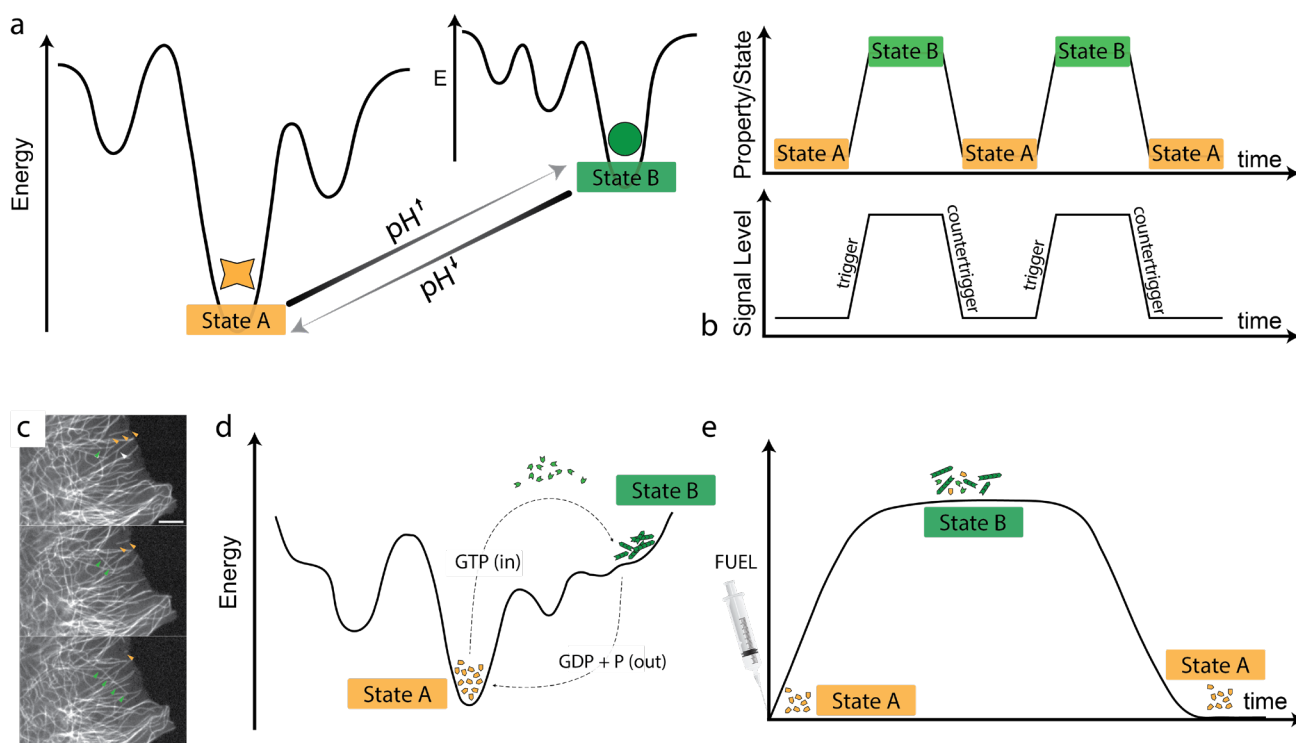 a
Energy
State A
pH↑
pH↓
E
State B
Property/State
State A
State B
State A
State B
State A
time
b
Signal Level
trigger
countertrigger
trigger
countertrigger
time
c
d
Energy
State A
GTP (in)
GDP + P (out)
State B
e
FUEL
State A
State B
State A
time